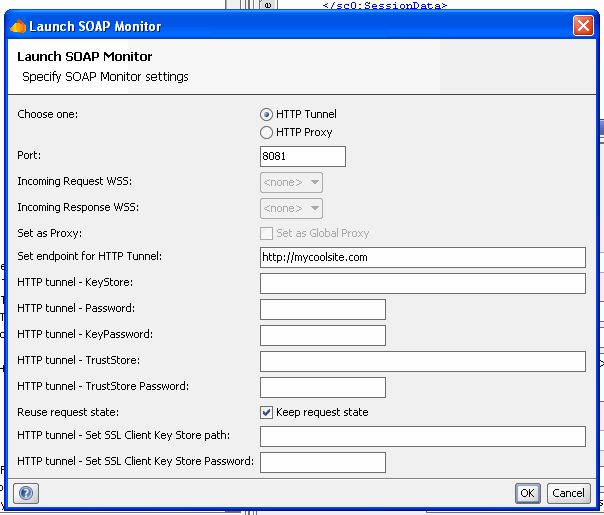 </sc0:SessionData>
Launch SOAP Monitor
Launch SOAP Monitor
Specify SOAP Monitor settings
Choose one:
HTTP Tunnel
HTTP Proxy
Port:
8081
Incoming Request WSS:
<none>
Incoming Response WSS:
<none>
Set as Proxy:
Set as Global Proxy
Set endpoint for HTTP Tunnel:
http://mycoolsite.com
HTTP tunnel - KeyStore:
HTTP tunnel - Password:
HTTP tunnel - KeyPassword:
HTTP tunnel - TrustStore:
HTTP tunnel - TrustStore Password:
Reuse request state:
Keep request state
HTTP tunnel - Set SSL Client Key Store path:
HTTP tunnel - Set SSL Client Key Store Password:
?
OK
Cancel